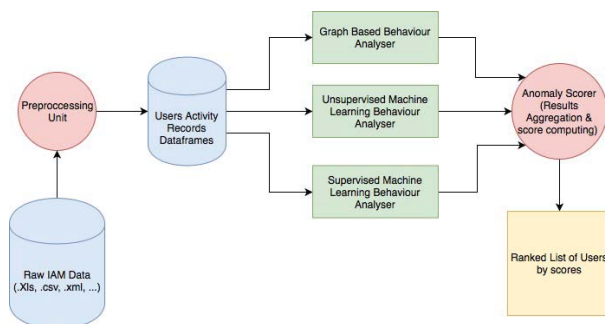 Graph Based Behaviour
Analyser
Preproccessing
Unit
Users Activity
Records
Dataframes
Unsupervised Machine
Learning Behaviour
Analyser
Anomaly Scorer
(Results
Aggregation &
score computing)
Supervised Machine
Learning Behaviour
Analyser
Raw IAM Data
(.Xls, .csv, .xml, ...)
Ranked List of Users
by scores